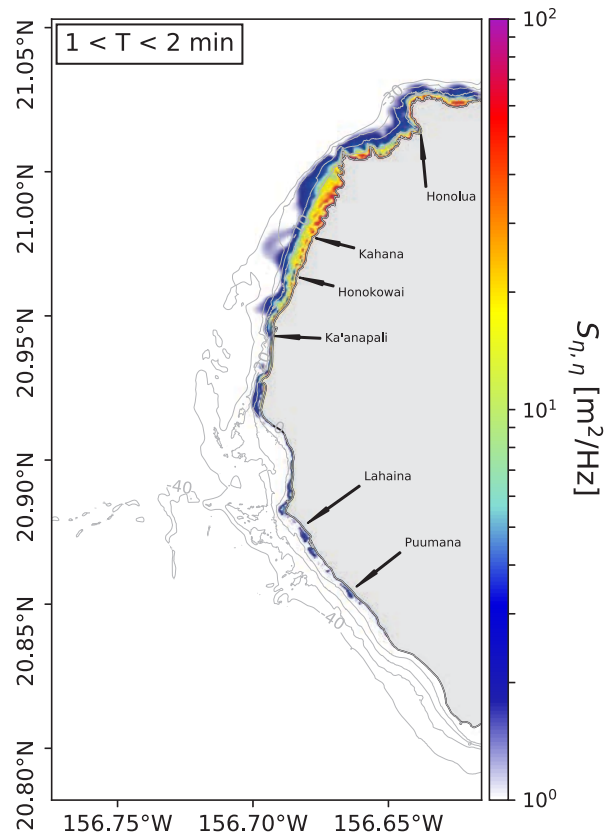 1 < T < 2 min
21.05°N
21.00°N
20.95°N
20.90°N
20.85°N
20.80°N
156.75°W
156.70°W
156.65°W
Honolua
Kahana
Honokowai
Ka'anapali
Lahaina
Puumana
-40
-40
10²
10¹
10⁰
Sη,η [m²/Hz]